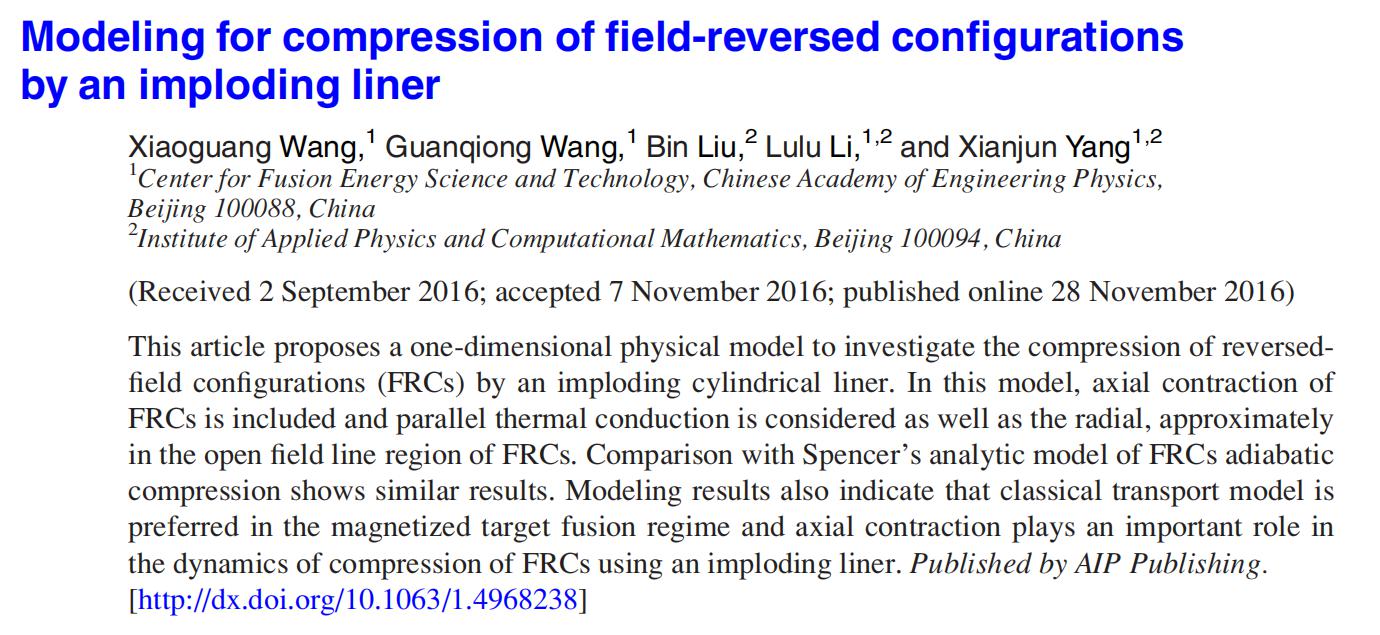 Modeling for compression of field-reversed configurations
by an imploding liner
Xiaoguang Wang,1 Guanqiong Wang,1 Bin Liu,2 Lulu Li,1,2 and Xianjun Yang1,2
1Center for Fusion Energy Science and Technology, Chinese Academy of Engineering Physics,
Beijing 100088, China
2Institute of Applied Physics and Computational Mathematics, Beijing 100094, China
(Received 2 September 2016; accepted 7 November 2016; published online 28 November 2016)
This article proposes a one-dimensional physical model to investigate the compression of reversed-
field configurations (FRCs) by an imploding cylindrical liner. In this model, axial contraction of
FRCs is included and parallel thermal conduction is considered as well as the radial, approximately
in the open field line region of FRCs. Comparison with Spencer's analytic model of FRCs adiabatic
compression shows similar results. Modeling results also indicate that classical transport model is
preferred in the magnetized target fusion regime and axial contraction plays an important role in
the dynamics of compression of FRCs using an imploding liner. Published by AIP Publishing.
[http://dx.doi.org/10.1063/1.4968238]